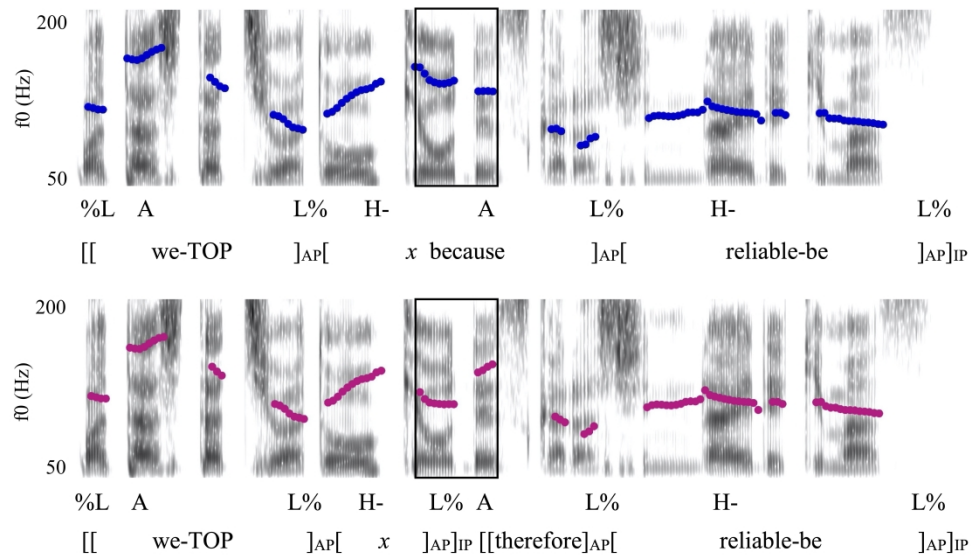 200
f0 (Hz)
50
%L A L% H- A L% H- L%
[[ we-TOP ]AP[ x because ]AP[ reliable-be ]AP]IP
200
f0 (Hz)
50
%L A L% H- L% A L% H- L%
[[ we-TOP ]AP[ x ]AP]IP [[therefore]AP[ reliable-be ]AP]IP